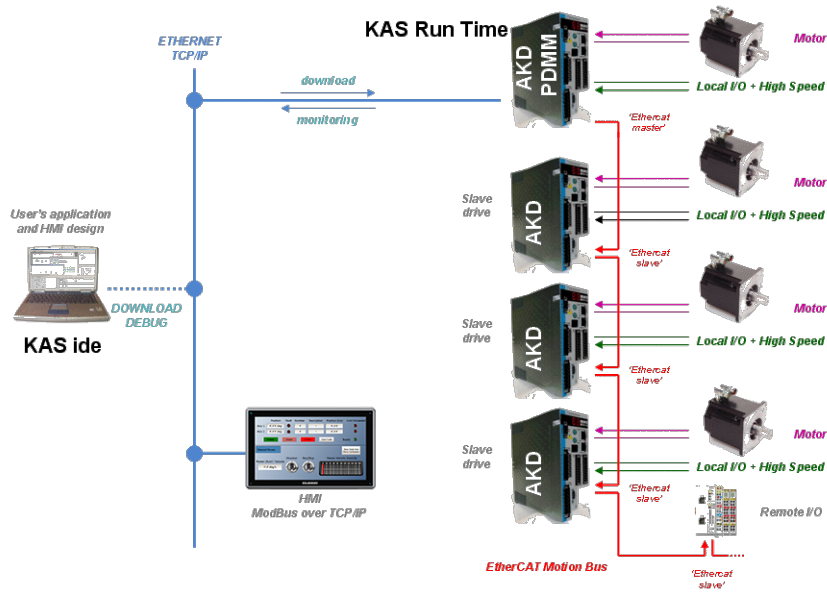 KAS Run Time
ETHERNET
TCP/IP
download
monitoring
AKD
PDMM
Motor
Local I/O + High Speed
'Ethercat
master'
Slave
drive
AKD
Motor
Local I/O + High Speed
'Ethercat
slave'
User's application
and HMI design
DOWNLOAD
DEBUG
KAS ide
Slave
drive
AKD
Motor
Local I/O + High Speed
'Ethercat
slave'
Slave
drive
AKD
Motor
Local I/O + High Speed
'Ethercat
slave'
HMI
ModBus over TCP/IP
Remote I/O
EtherCAT Motion Bus
'Ethercat
slave'